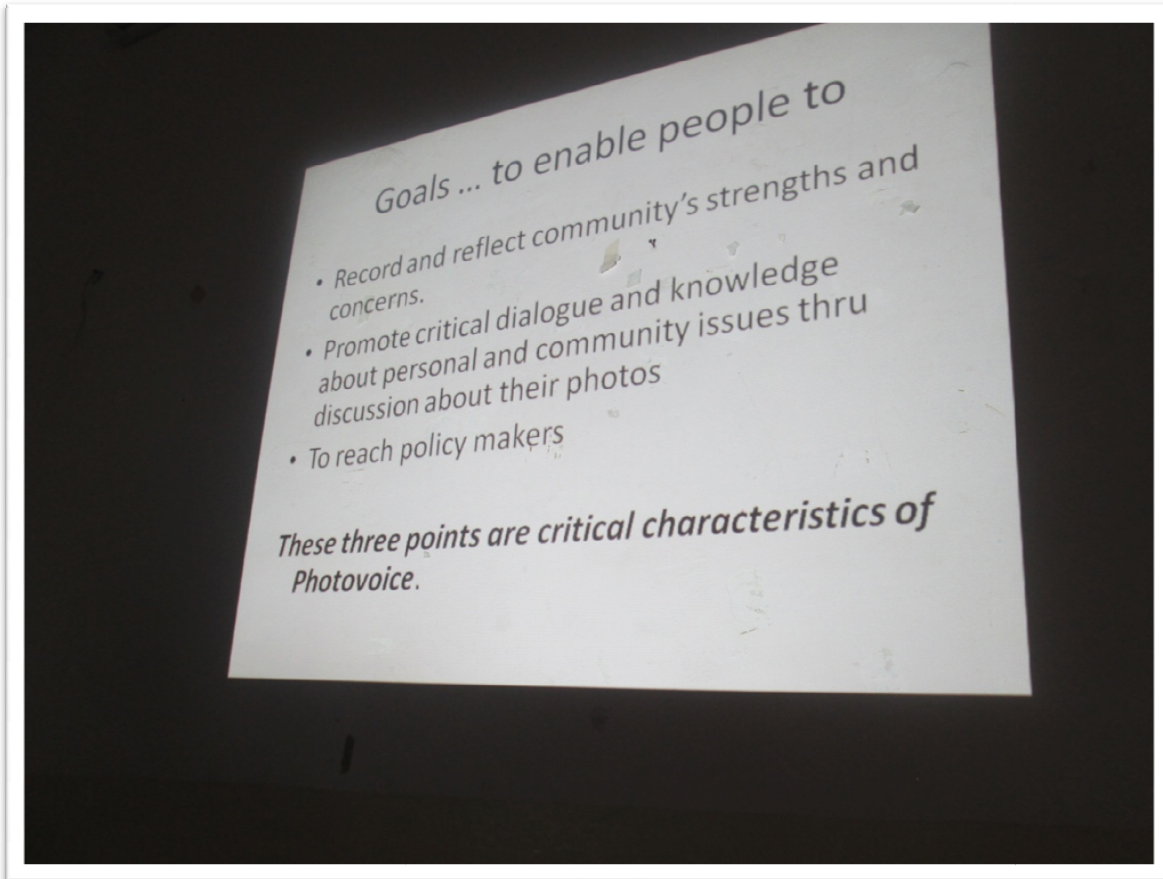 Goals ... to enable people to
• Record and reflect community's strengths and
concerns.
• Promote critical dialogue and knowledge
about personal and community issues thru
discussion about their photos
• To reach policy makers
These three points are critical characteristics of
Photovoice.